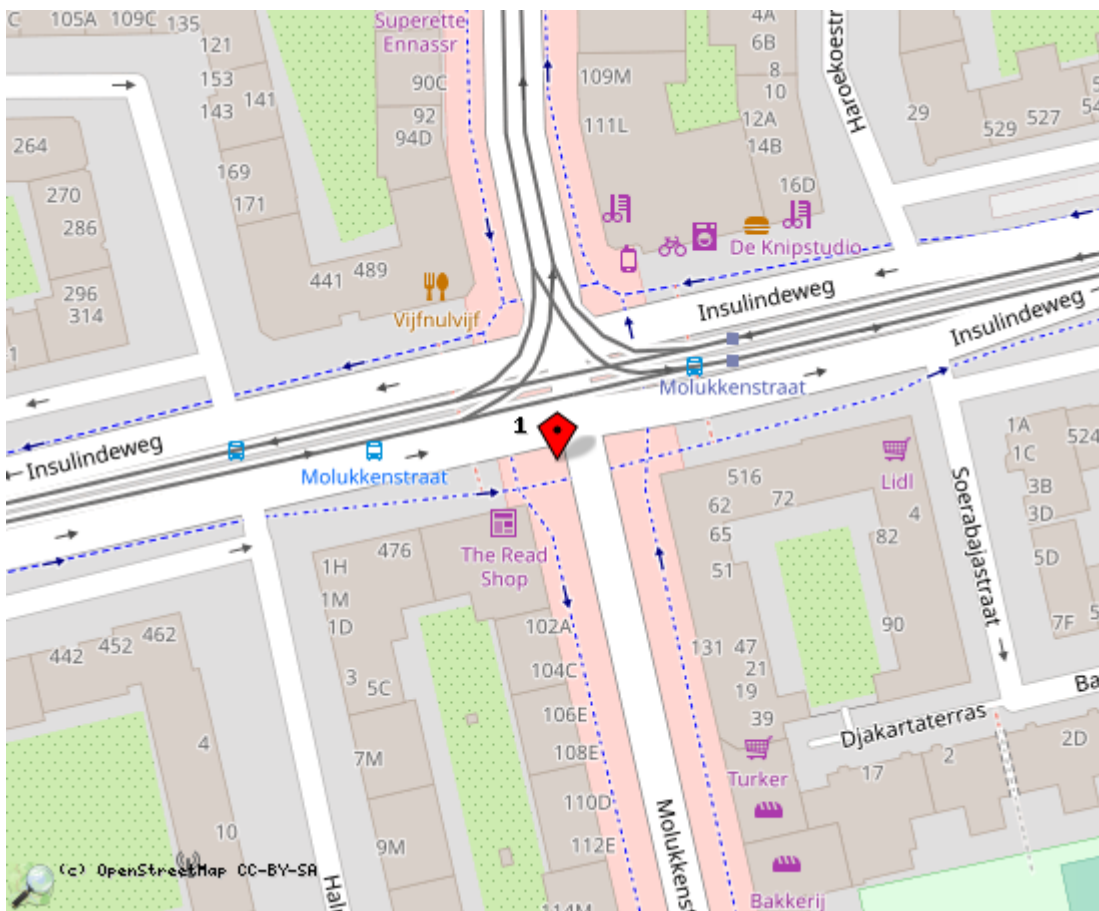 105A
109C
135
121
153
143
141
169
171
264
270
286
296
314
Superette
Ennassr
90C
92
94D
441
489
Vijfnulvijf
109M
111L
4A
6B
8
10
12A
14B
16D
De Knipstudio
29
529
527
Insulindeweg
Insulindeweg
Molukkenstraat
Insulindeweg
Molukkenstraat
1
The Read
Shop
476
1H
1M
1D
3
5C
7M
9M
442
452
462
4
10
102A
104C
106E
108E
110D
112E
114M
516
62
72
65
51
82
4
Lidl
90
131
47
21
19
39
Turker
Bakkerij
Soerabajastraat
Djakartaterras
17
2
2D
1A
1C
3B
3D
5D
7F
524
(c) OpenStreetMap CC-BY-SA